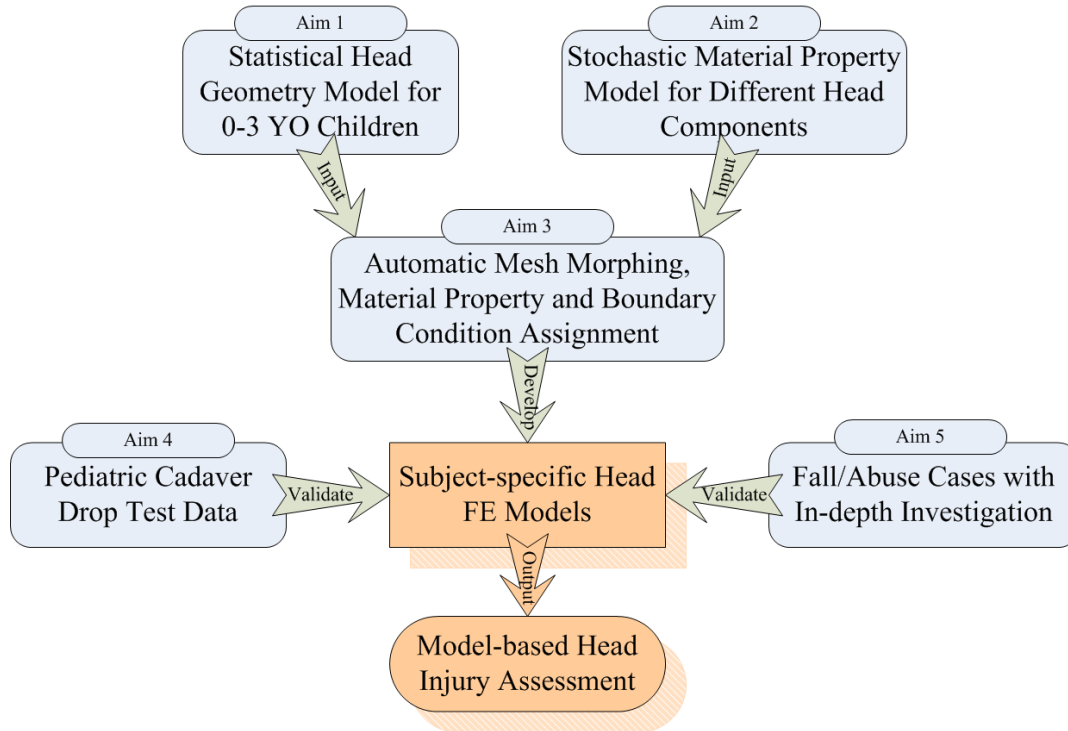 Aim 1
Statistical Head
Geometry Model for
0-3 YO Children
Aim 2
Stochastic Material Property
Model for Different Head
Components
Input
Input
Aim 3
Automatic Mesh Morphing,
Material Property and Boundary
Condition Assignment
Develop
Aim 4
Pediatric Cadaver
Drop Test Data
Validate
Subject-specific Head
FE Models
Validate
Aim 5
Fall/Abuse Cases with
In-depth Investigation
Output
Model-based Head
Injury Assessment